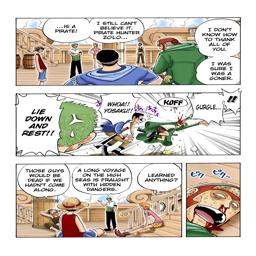 ...IS A
PIRATE!
I STILL CAN'T
BELIEVE IT.
PIRATE HUNTER
ZOLO...
I DON'T
KNOW HOW
TO THANK
ALL OF
YOU.
I WAS
SURE I
WAS A
GONER.
LIE
DOWN
AND
REST!!
WHOA!!
YOSAKU!!
KOFF
GURGLE...
!!
THOSE GUYS
WOULD BE
DEAD IF WE
HADN'T
COME ALONG.
A LONG VOYAGE
ON THE HIGH
SEAS IS FRAUGHT
WITH HIDDEN
DANGERS.
LEARNED
ANYTHING?